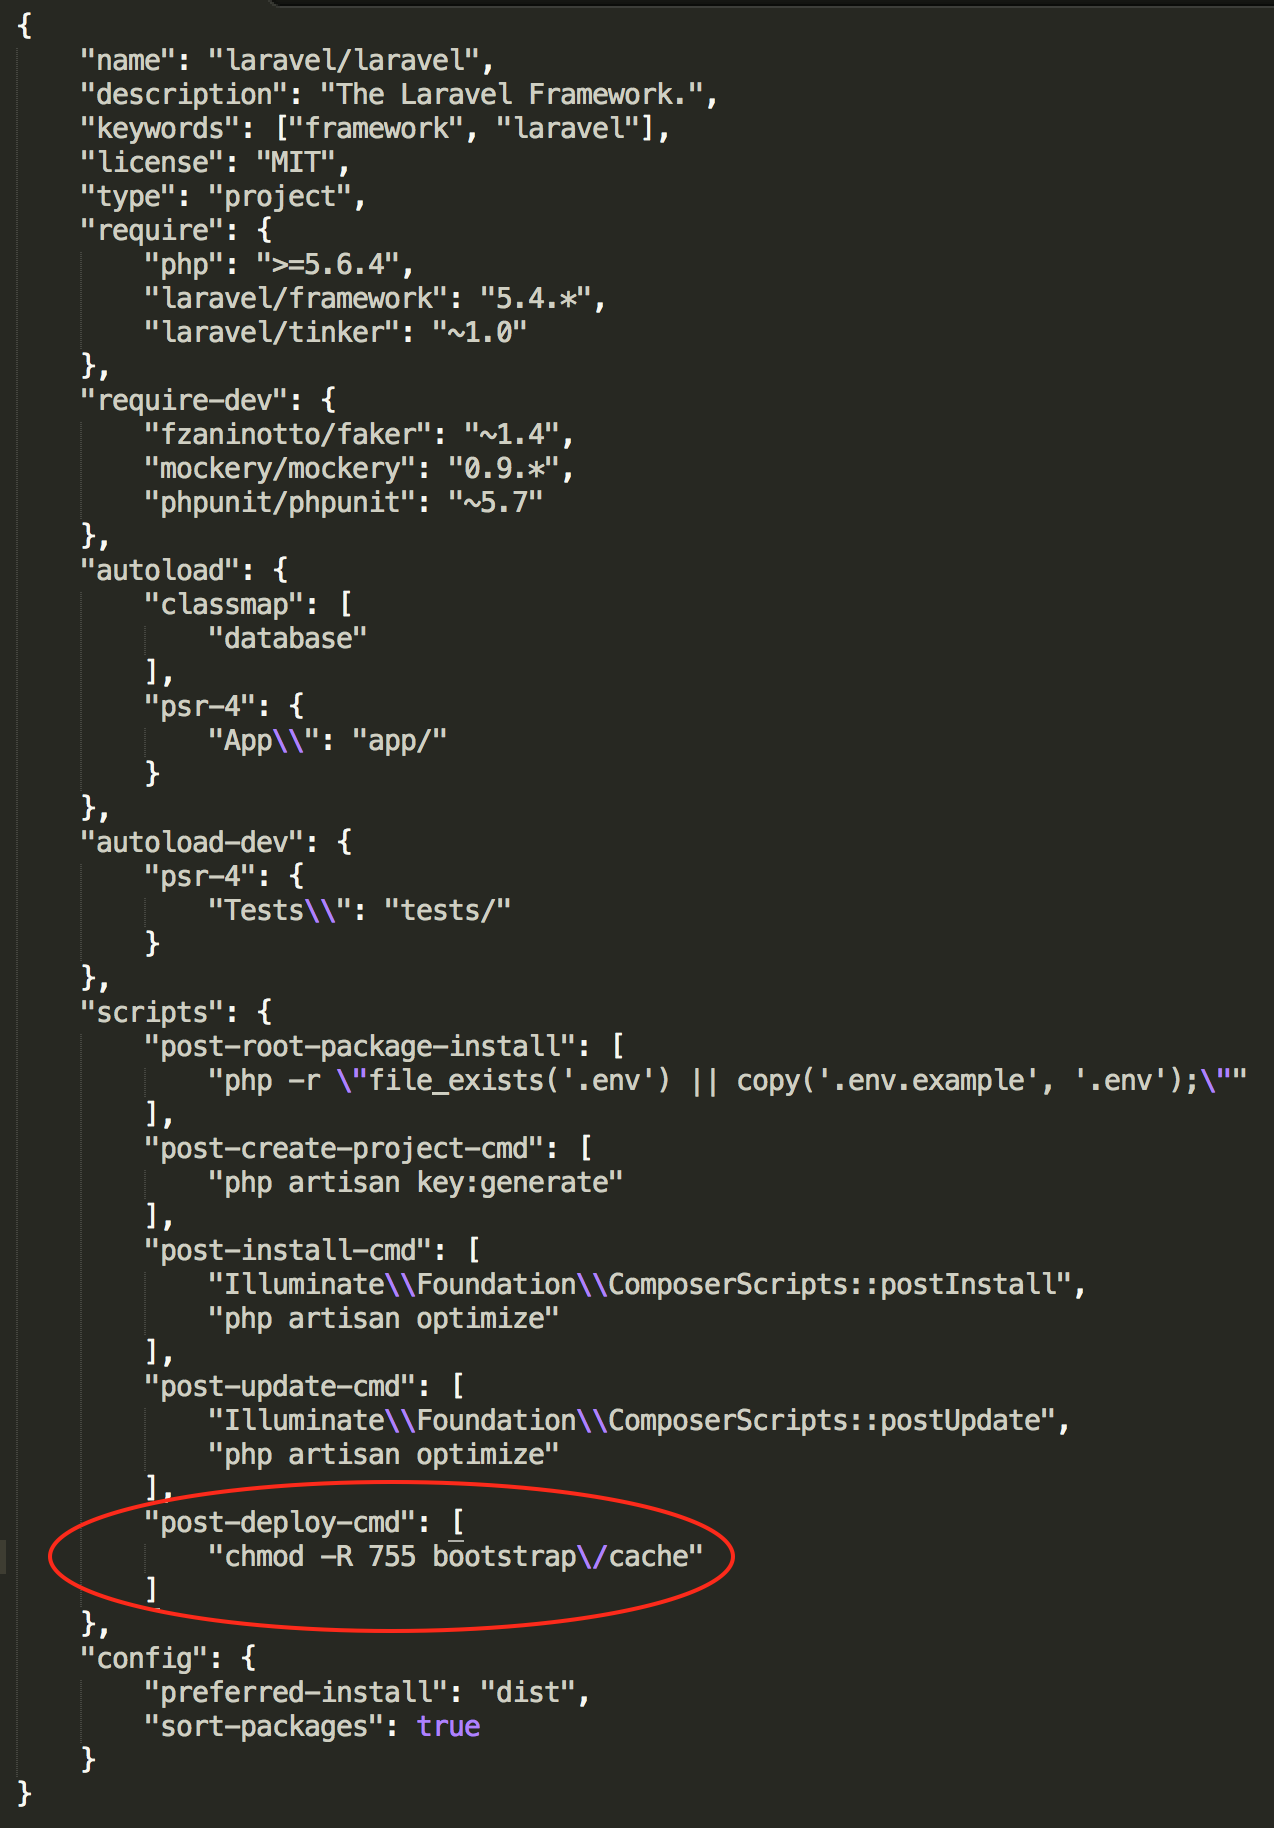 {
    "name": "laravel/laravel",
    "description": "The Laravel Framework.",
    "keywords": ["framework", "laravel"],
    "license": "MIT",
    "type": "project",
    "require": {
        "php": ">=5.6.4",
        "laravel/framework": "5.4.*",
        "laravel/tinker": "~1.0"
    },
    "require-dev": {
        "fzaninotto/faker": "~1.4",
        "mockery/mockery": "0.9.*",
        "phpunit/phpunit": "~5.7"
    },
    "autoload": {
        "classmap": [
            "database"
        ],
        "psr-4": {
            "App\\": "app/"
        }
    },
    "autoload-dev": {
        "psr-4": {
            "Tests\\": "tests/"
        }
    },
    "scripts": {
        "post-root-package-install": [
            "php -r \"file_exists('.env') || copy('.env.example', '.env');\""
        ],
        "post-create-project-cmd": [
            "php artisan key:generate"
        ],
        "post-install-cmd": [
            "Illuminate\\Foundation\\ComposerScripts::postInstall",
            "php artisan optimize"
        ],
        "post-update-cmd": [
            "Illuminate\\Foundation\\ComposerScripts::postUpdate",
            "php artisan optimize"
        ],
        "post-deploy-cmd": [
            "chmod -R 755 bootstrap\/cache"
        ]
    },
    "config": {
        "preferred-install": "dist",
        "sort-packages": true
    }
}